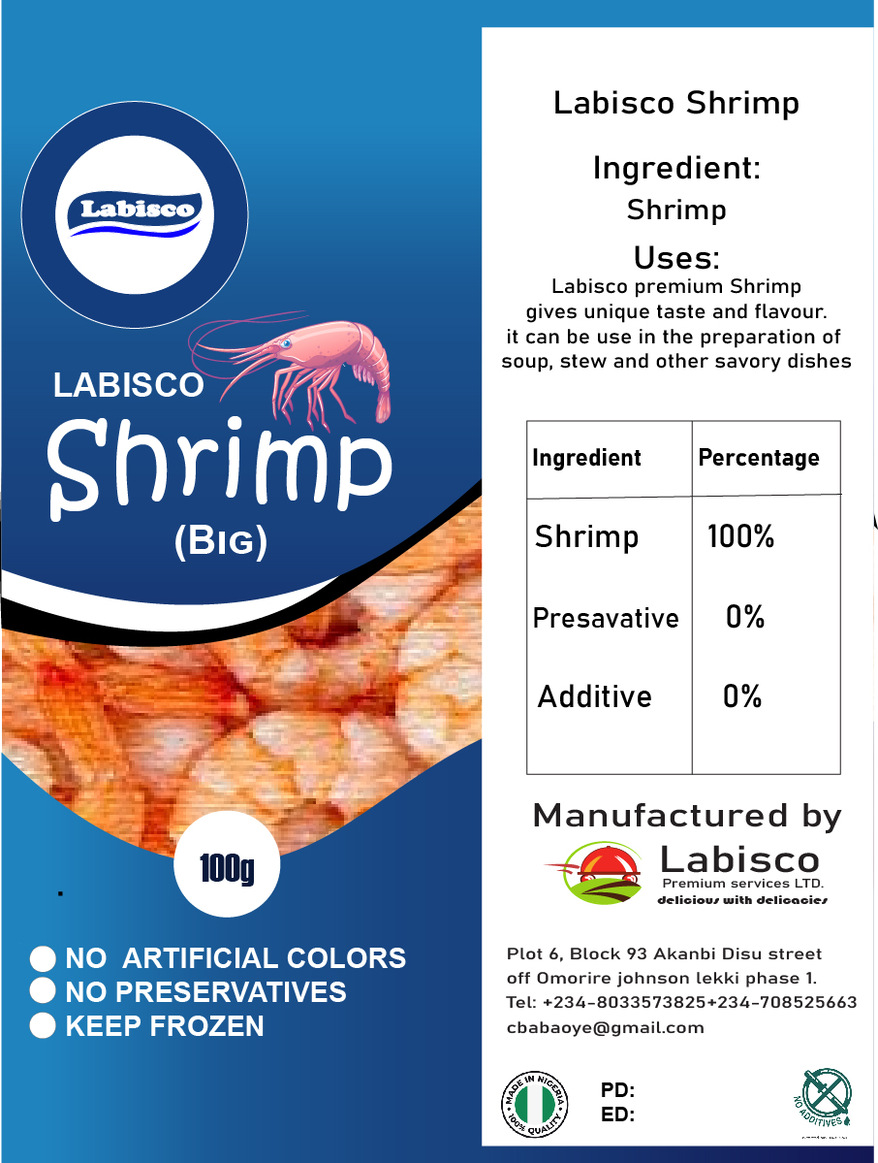 Labisco
LABISCO
Shrimp
(BIG)
100g
NO ARTIFICIAL COLORS
NO PRESERVATIVES
KEEP FROZEN
Labisco Shrimp
Ingredient:
Shrimp
Uses:
Labisco premium Shrimp
gives unique taste and flavour.
it can be use in the preparation of
soup, stew and other savory dishes
Ingredient Percentage
Shrimp 100%
Presavative 0%
Additive 0%
Manufactured by
Labisco
Premium services LTD.
delicious with delicacies
Plot 6, Block 93 Akanbi Disu street
off Omorire johnson lekki phase 1.
Tel: +234-8033573825+234-708525663
cbabaoye@gmail.com
MADE IN NIGERIA
100% QUALITY
PD:
ED:
NO ADDITIVES